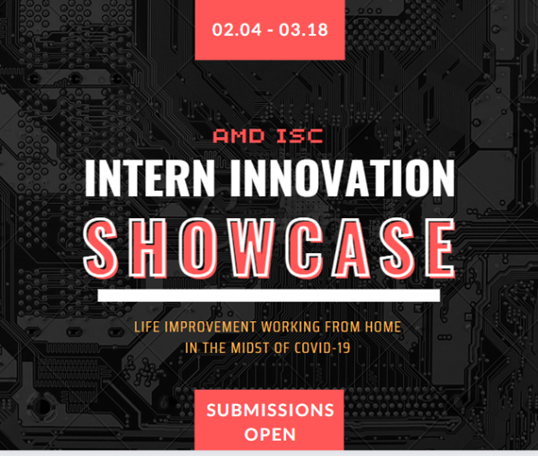 02.04 - 03.18
AMD ISC
INTERN INNOVATION
SHOWCASE
LIFE IMPROVEMENT WORKING FROM HOME
IN THE MIDST OF COVID-19
SUBMISSIONS
OPEN